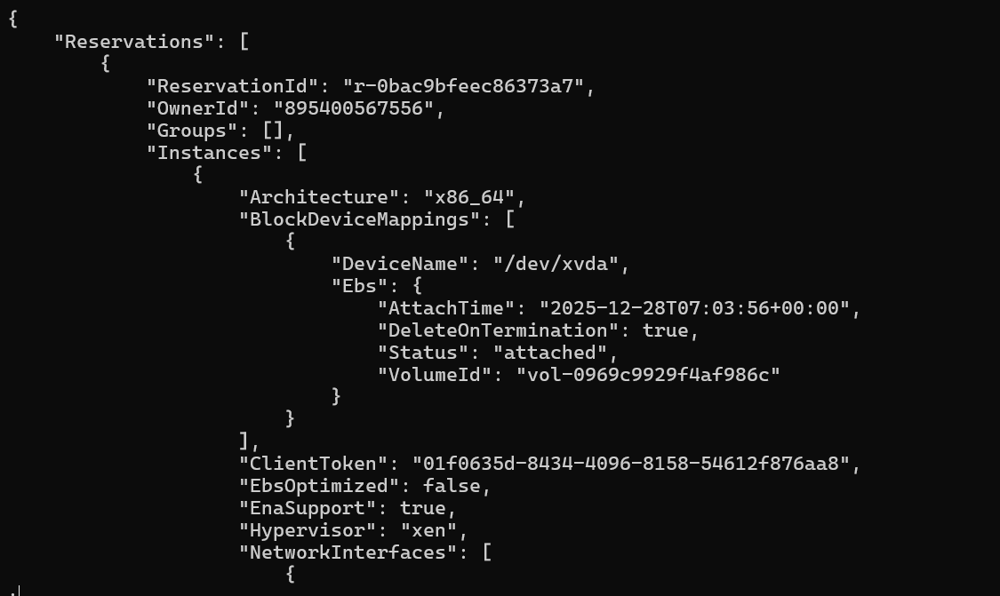 {
    "Reservations": [
        {
            "ReservationId": "r-0bac9bfeec86373a7",
            "OwnerId": "895400567556",
            "Groups": [],
            "Instances": [
                {
                    "Architecture": "x86_64",
                    "BlockDeviceMappings": [
                        {
                            "DeviceName": "/dev/xvda",
                            "Ebs": {
                                "AttachTime": "2025-12-28T07:03:56+00:00",
                                "DeleteOnTermination": true,
                                "Status": "attached",
                                "VolumeId": "vol-0969c9929f4af986c"
                            }
                        }
                    ],
                    "ClientToken": "01f0635d-8434-4096-8158-54612f876aa8",
                    "EbsOptimized": false,
                    "EnaSupport": true,
                    "Hypervisor": "xen",
                    "NetworkInterfaces": [
                        {